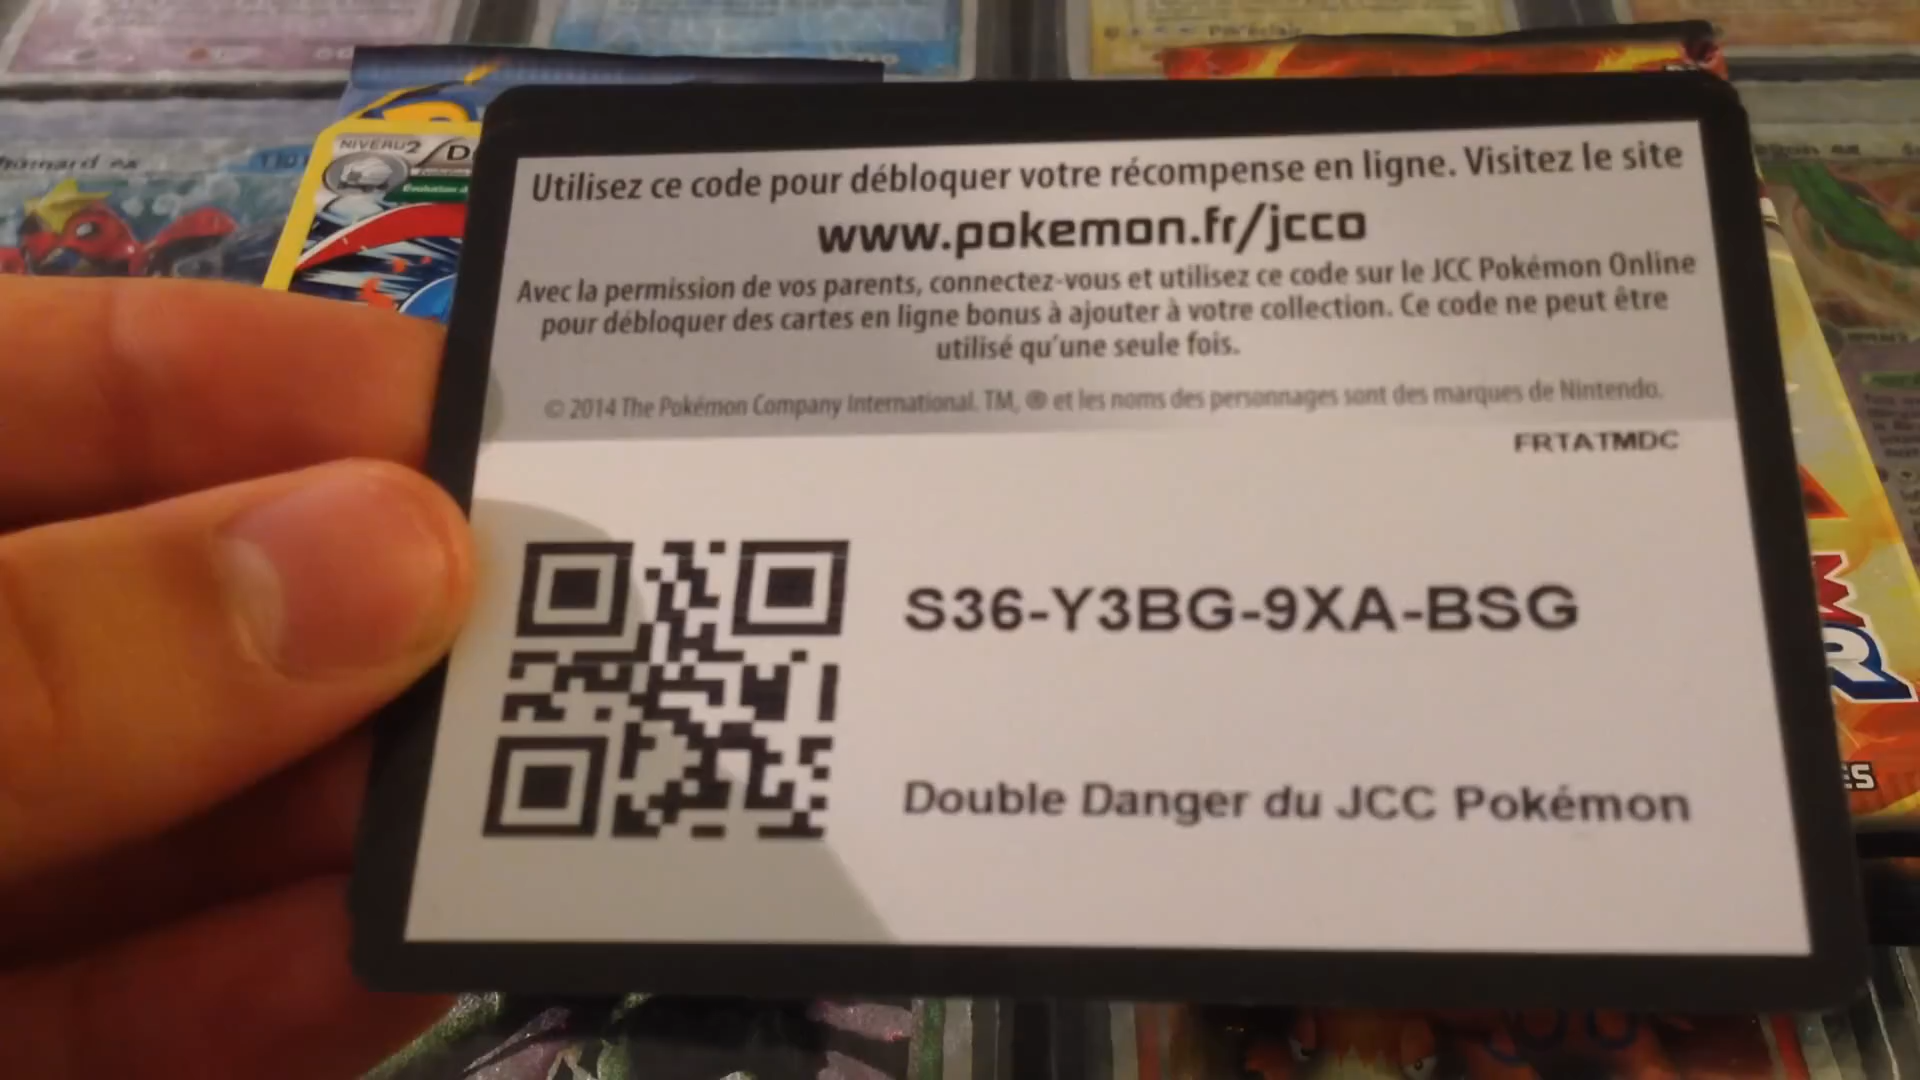 NIVEAU2
Utilisez ce code pour débloquer votre récompense en ligne. Visitez le site
www.pokemon.fr/jcco
Avec la permission de vos parents, connectez-vous et utilisez ce code sur le JCC Pokémon Online
pour débloquer des cartes en ligne bonus à ajouter à votre collection. Ce code ne peut être
utilisé qu'une seule fois.
© 2014 The Pokémon Company International. TM, ® et les noms des personnages sont des marques de Nintendo.
FRTATMDC
S36-Y3BG-9XA-BSG
Double Danger du JCC Pokémon